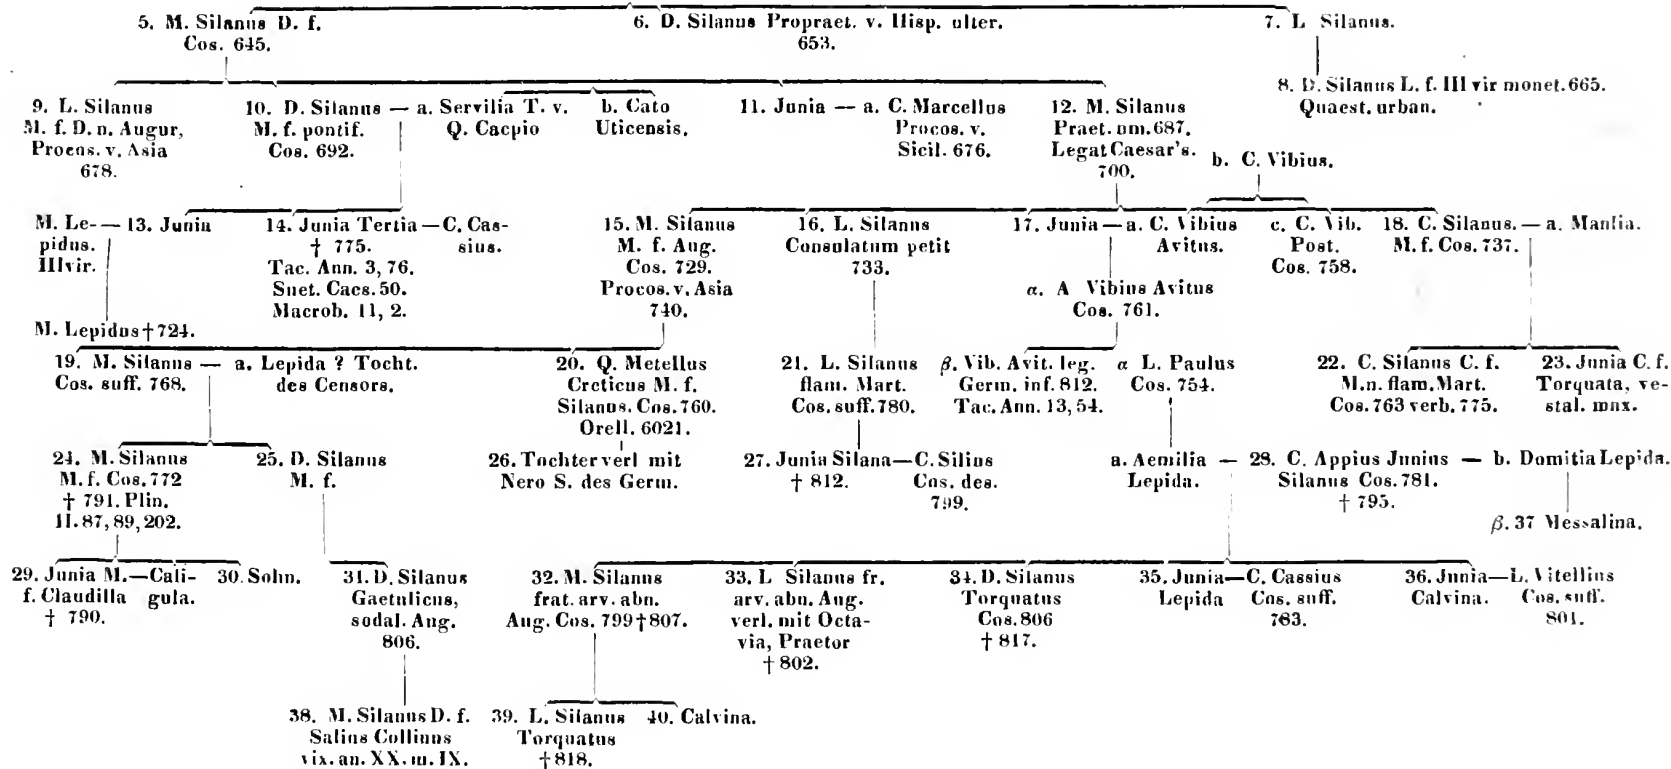 5. M. Silanus D. f.
Cos. 645.
6. D. Silanus Propraet. v. Hisp. ulter.
653.
7. L Silanus.
8. D. Silanus L. f. III vir monet. 665.
Quaest. urban.
9. L. Silanus
M. f. D. n. Augur,
Procos. v. Asia
678.
10. D. Silanus —
M. f. pontif.
Cos. 692.
a. Servilia T. v.
Q. Caepio
b. Cato
Uticensis.
11. Junia — a. C. Marcellus
Procos. v.
Sicil. 676.
12. M. Silanus
Praet. um. 687.
Legat Caesar's.
700.
b. C. Vibius.
M. Le-
pidus.
IIIvir.
— 13. Junia
14. Junia Tertia — C. Cas-
sius.
† 775.
Tac. Ann. 3, 76.
Suet. Caes. 50.
Macrob. 11, 2.
15. M. Silanus
M. f. Aug.
Cos. 729.
Procos. v. Asia
740.
16. L. Silanus
Consulatum petit
733.
17. Junia — a. C. Vibius
Avitus.
c. C. Vib.
Post.
Cos. 758.
18. C. Silanus. — a. Manlia.
M. f. Cos. 737.
α. A Vibius Avitus
Cos. 761.
M. Lepidus † 724.
19. M. Silanus —
Cos. suff. 768.
a. Lepida ? Tocht.
des Censors.
20. Q. Metellus
Creticus M. f.
Silanus. Cos. 760.
Orell. 6021.
21. L. Silanus
flam. Mart.
Cos. suff. 780.
β. Vib. Avit. leg.
Germ. inf. 812.
Tac. Ann. 13, 54.
α L. Paulus
Cos. 754.
22. C. Silanus C. f.
M. n. flam. Mart.
Cos. 763 verb. 775.
23. Junia C. f.
Torquata, ve-
stal. max.
24. M. Silanus
M. f. Cos. 772
† 791. Plin.
II. 87, 89, 202.
25. D. Silanus
M. f.
26. Tochter verl mit
Nero S. des Germ.
27. Junia Silana — C. Silius
† 812.
Cos. des.
799.
a. Aemilia —
Lepida.
28. C. Appius Junius —
Silanus Cos. 781.
† 795.
b. Domitia Lepida.
β. 37 Messalina.
29. Junia M. — Cali-
f. Claudilla gula.
† 790.
30. Sohn.
31. D. Silanus
Gaetulicus,
sodal. Aug.
806.
32. M. Silanus
frat. arv. abn.
Aug. Cos. 799 † 807.
33. L Silanus fr.
arv. abn. Aug.
verl. mit Octa-
via, Praetor
† 802.
34. D. Silanus
Torquatus
Cos. 806
† 817.
35. Junia — C. Cassius
Lepida Cos. suff.
763.
36. Junia — L. Vitellius
Calvina. Cos. suff.
801.
38. M. Silanus D. f.
Salius Collinus
vix. an. XX. m. IX.
39. L. Silanus
Torquatus
† 818.
40. Calvina.